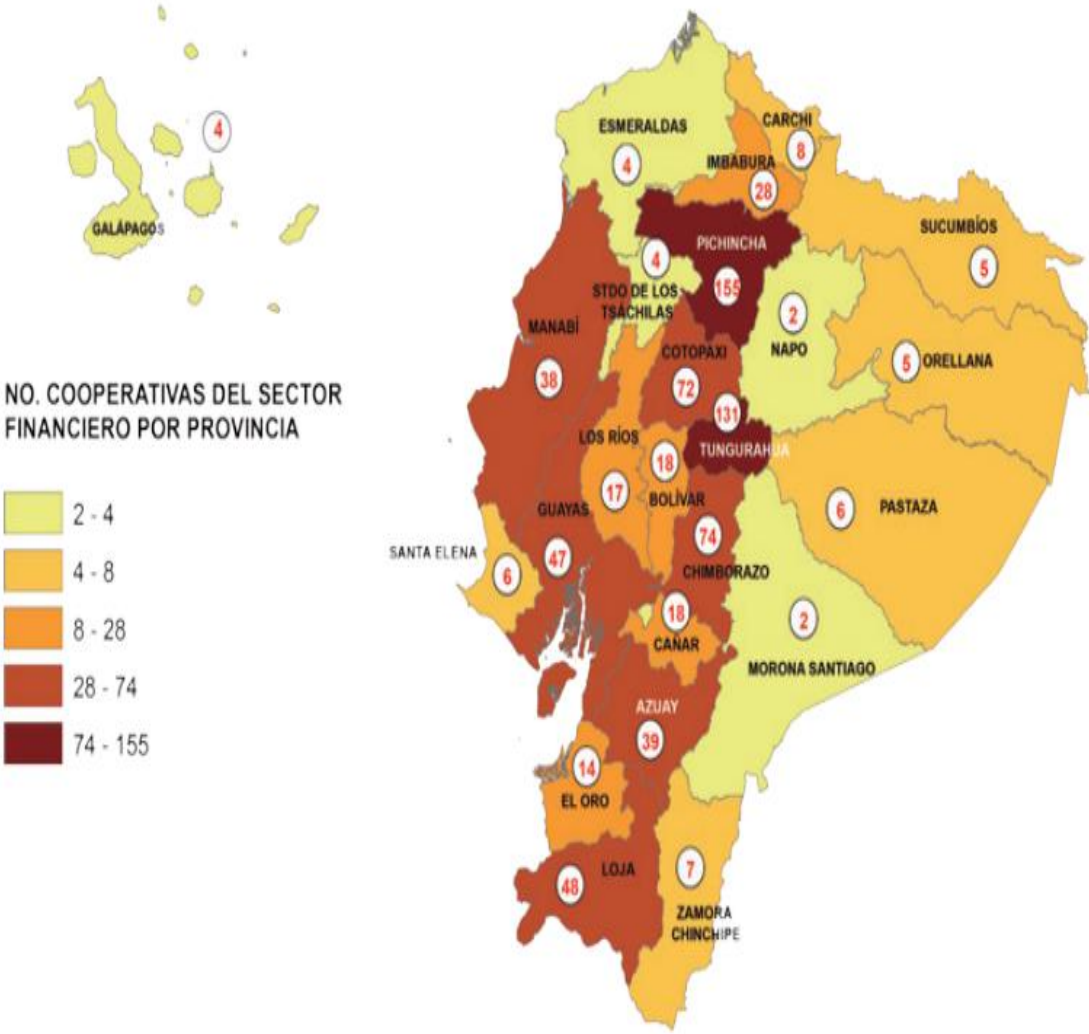 4
GALÁPAGOS
NO. COOPERATIVAS DEL SECTOR
FINANCIERO POR PROVINCIA
2 - 4
4 - 8
8 - 28
28 - 74
74 - 155
ESMERALDAS
4
CARCHI
8
IMBABURA
28
SUCUMBÍOS
5
PICHINCHA
155
4
STDO DE LOS
TSÁCHILAS
2
NAPO
ORELLANA
5
MANABÍ
38
COTOPAXI
72
131
TUNGURAHUA
LOS RÍOS
17
18
BOLÍVAR
PASTAZA
6
GUAYAS
47
SANTA ELENA
6
74
CHIMBORAZO
18
CAÑAR
2
MORONA SANTIAGO
AZUAY
39
14
EL ORO
LOJA
48
7
ZAMORA
CHINCHIPE